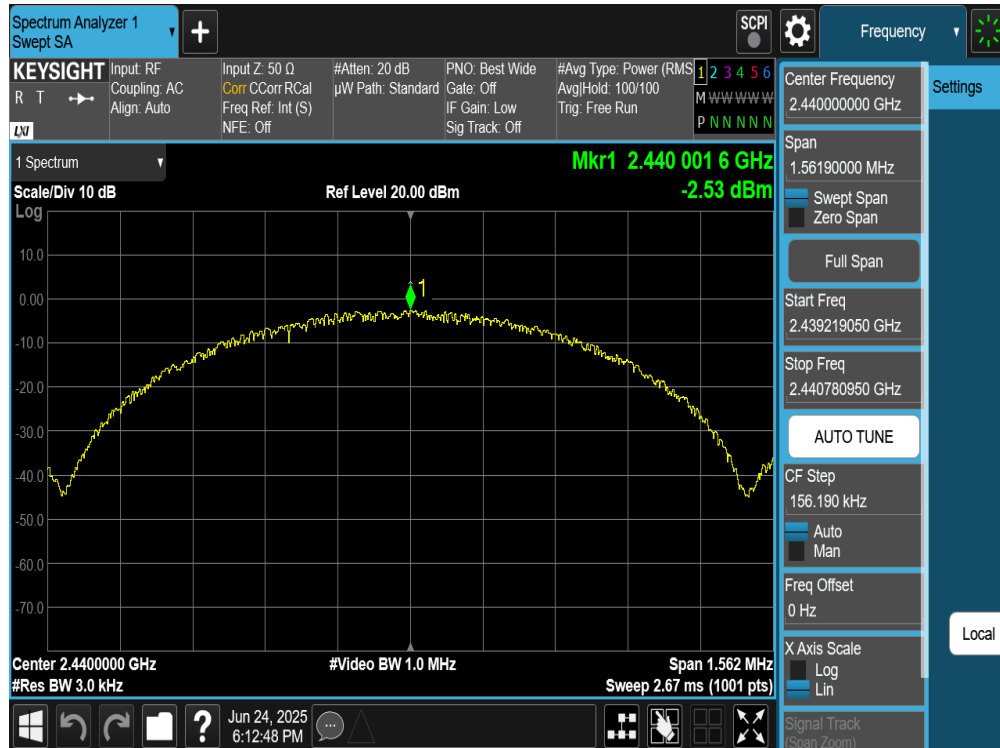 Spectrum Analyzer 1
Swept SA
SCPI
Frequency
KEYSIGHT
R T
LXI
Input: RF
Coupling: AC
Align: Auto
Input Z: 50 Ω
Corr CCorr RCal
Freq Ref: Int (S)
NFE: Off
#Atten: 20 dB
µW Path: Standard
PNO: Best Wide
Gate: Off
IF Gain: Low
Sig Track: Off
#Avg Type: Power (RMS
Avg|Hold: 100/100
Trig: Free Run
1 2 3 4 5 6
M W W W W W
P N N N N N
1 Spectrum
Mkr1 2.440 001 6 GHz
-2.53 dBm
Scale/Div 10 dB
Ref Level 20.00 dBm
Log
10.0
0.00
-10.0
-20.0
-30.0
-40.0
-50.0
-60.0
-70.0
1
Center 2.4400000 GHz
#Video BW 1.0 MHz
Span 1.562 MHz
#Res BW 3.0 kHz
Sweep 2.67 ms (1001 pts)
Center Frequency
2.440000000 GHz
Span
1.56190000 MHz
Swept Span
Zero Span
Full Span
Start Freq
2.439219050 GHz
Stop Freq
2.440780950 GHz
AUTO TUNE
CF Step
156.190 kHz
Auto
Man
Freq Offset
0 Hz
X Axis Scale
Log
Lin
Signal Track
(Span Zoom)
Settings
Local
?
Jun 24, 2025
6:12:48 PM